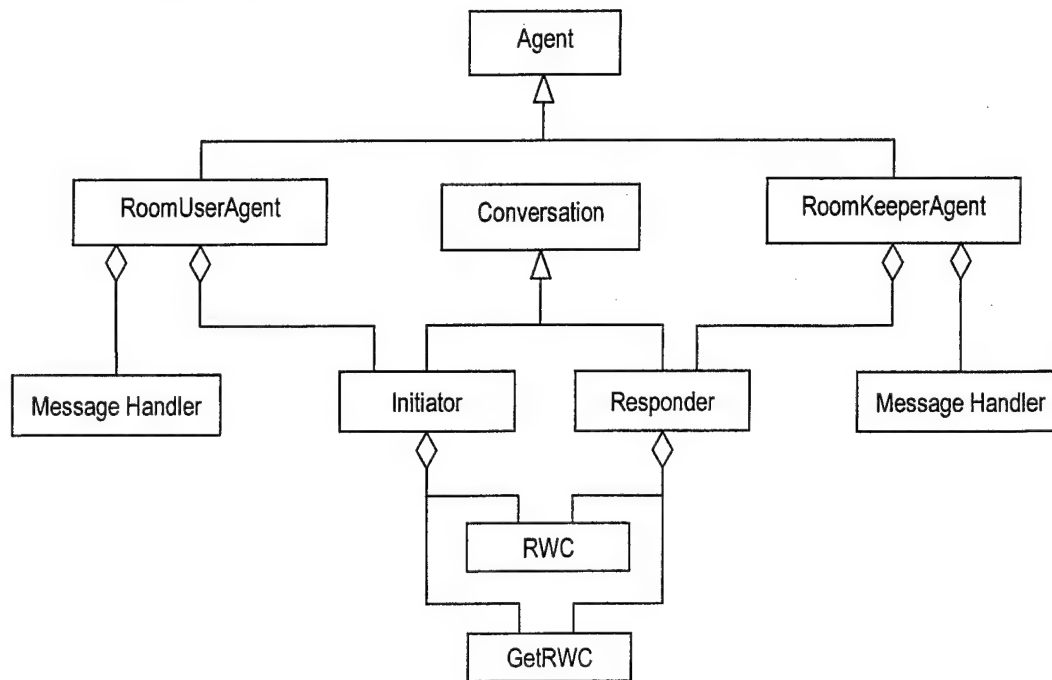 Agent
RoomUserAgent
Conversation
RoomKeeperAgent
Message Handler
Initiator
Responder
Message Handler
RWC
GetRWC